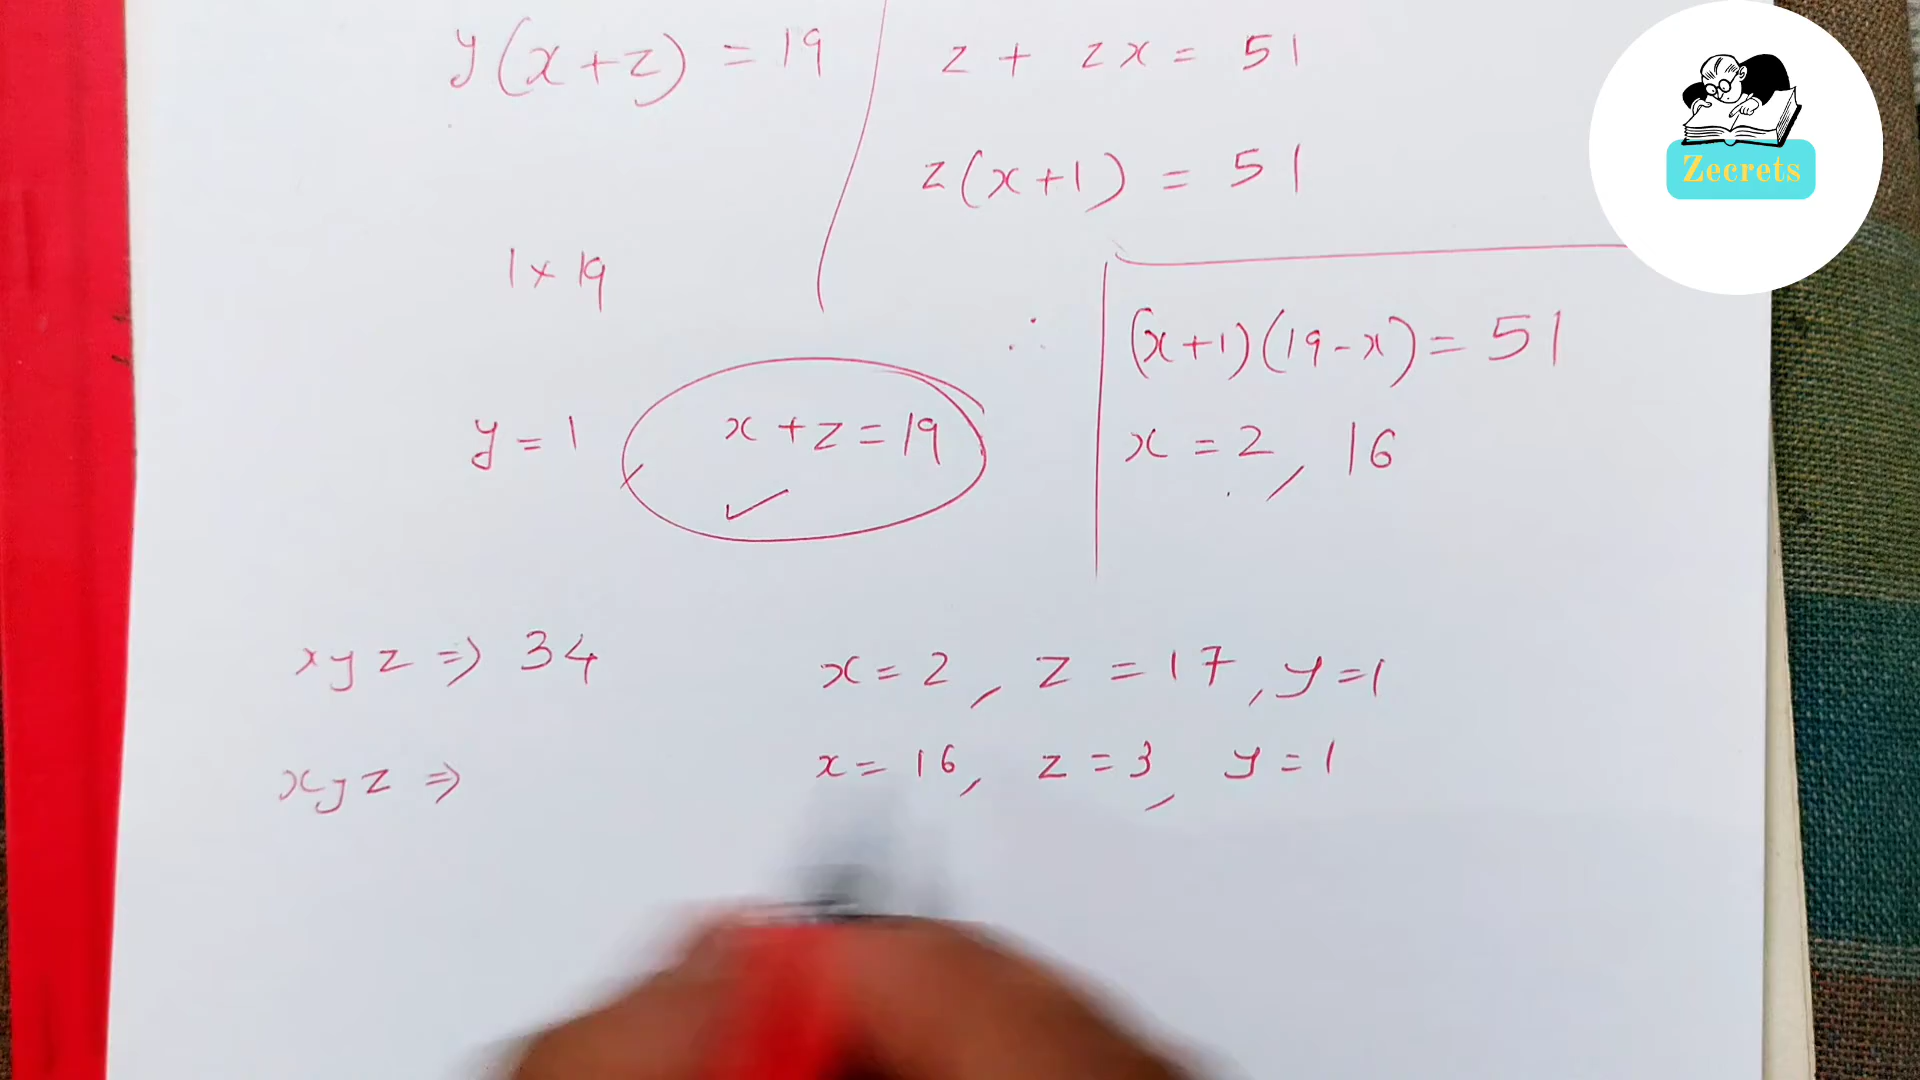 y(x+z) = 19
z + zx = 51
z(x+1) = 51
1 × 19
∴ (x+1)(19-x) = 51
y = 1
x + z = 19 ✓
x = 2, 16
xyz ⇒ 34
x = 2, z = 17, y = 1
xyz ⇒
x = 16, z = 3, y = 1
Zecrets